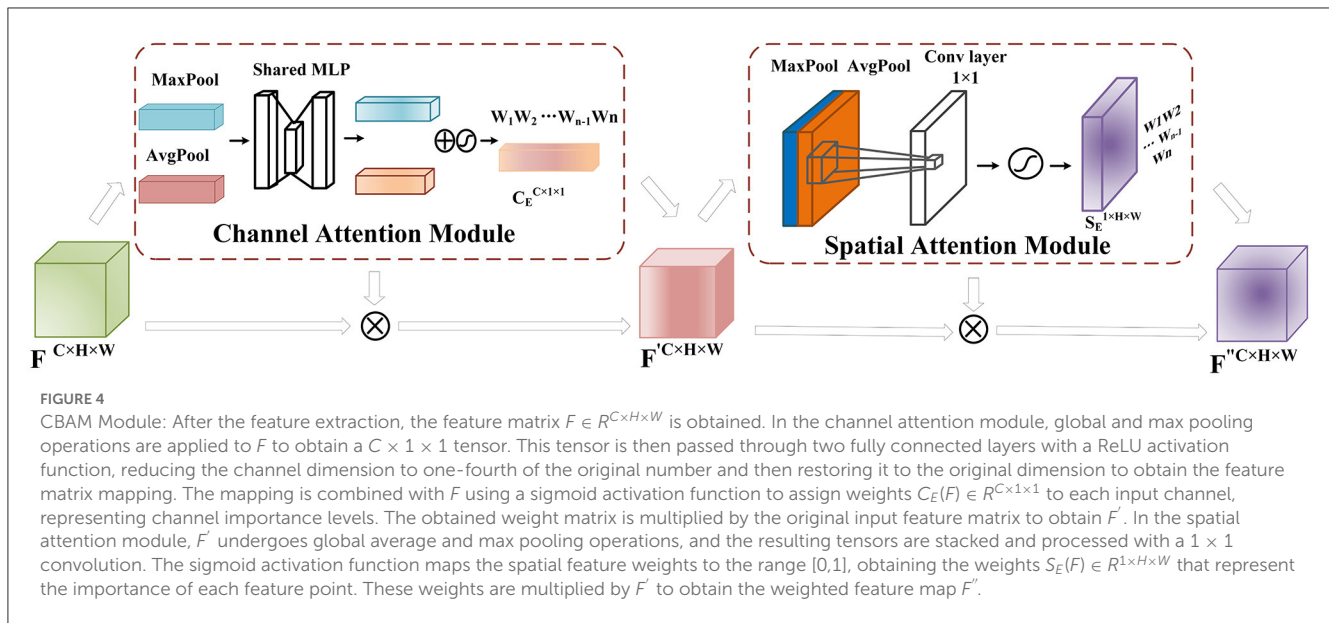 MaxPool
Shared MLP
AvgPool
W₁W₂ ⋯W₍n-1₎Wn
C_E^C×1×1
Channel Attention Module
MaxPool AvgPool
Conv layer
1×1
W1W2
... W₍n-1₎
Wn
S_E^1×H×W
Spatial Attention Module
F^C×H×W
F'^C×H×W
F"^C×H×W
FIGURE 4
CBAM Module: After the feature extraction, the feature matrix F ∈ R^C×H×W is obtained. In the channel attention module, global and max pooling
operations are applied to F to obtain a C × 1 × 1 tensor. This tensor is then passed through two fully connected layers with a ReLU activation
function, reducing the channel dimension to one-fourth of the original number and then restoring it to the original dimension to obtain the feature
matrix mapping. The mapping is combined with F using a sigmoid activation function to assign weights C_E(F) ∈ R^C×1×1 to each input channel,
representing channel importance levels. The obtained weight matrix is multiplied by the original input feature matrix to obtain F′. In the spatial
attention module, F′ undergoes global average and max pooling operations, and the resulting tensors are stacked and processed with a 1 × 1
convolution. The sigmoid activation function maps the spatial feature weights to the range [0,1], obtaining the weights S_E(F) ∈ R^1×H×W that represent
the importance of each feature point. These weights are multiplied by F′ to obtain the weighted feature map F″.